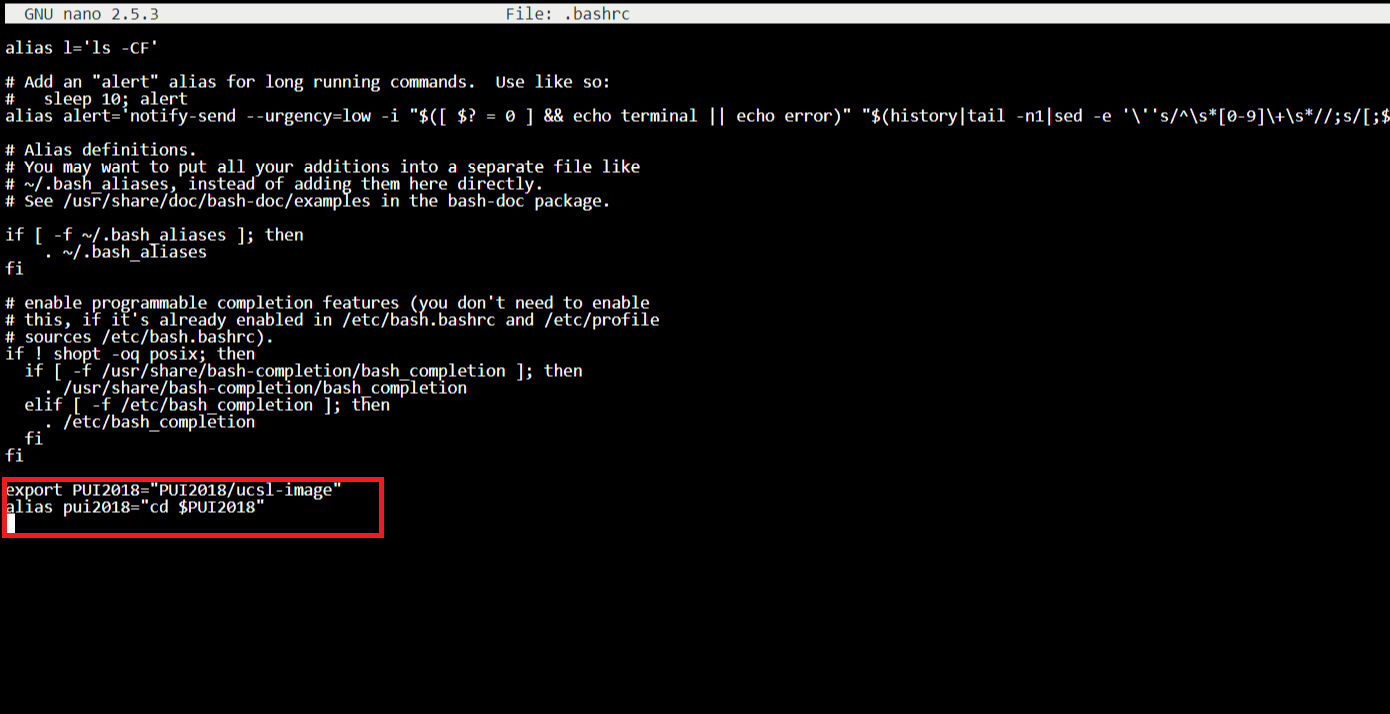 GNU nano 2.5.3 File: .bashrc
alias l='ls -CF'
# Add an "alert" alias for long running commands.  Use like so:
#   sleep 10; alert
alias alert='notify-send --urgency=low -i "$([ $? = 0 ] && echo terminal || echo error)" "$(history|tail -n1|sed -e '\''s/^\s*[0-9]\+\s*//;s/[;$
# Alias definitions.
# You may want to put all your additions into a separate file like
# ~/.bash_aliases, instead of adding them here directly.
# See /usr/share/doc/bash-doc/examples in the bash-doc package.
if [ -f ~/.bash_aliases ]; then
    . ~/.bash_aliases
fi
# enable programmable completion features (you don't need to enable
# this, if it's already enabled in /etc/bash.bashrc and /etc/profile
# sources /etc/bash.bashrc).
if ! shopt -oq posix; then
  if [ -f /usr/share/bash-completion/bash_completion ]; then
    . /usr/share/bash-completion/bash_completion
  elif [ -f /etc/bash_completion ]; then
    . /etc/bash_completion
  fi
fi
export PUI2018="PUI2018/ucsl-image"
alias pui2018="cd $PUI2018"